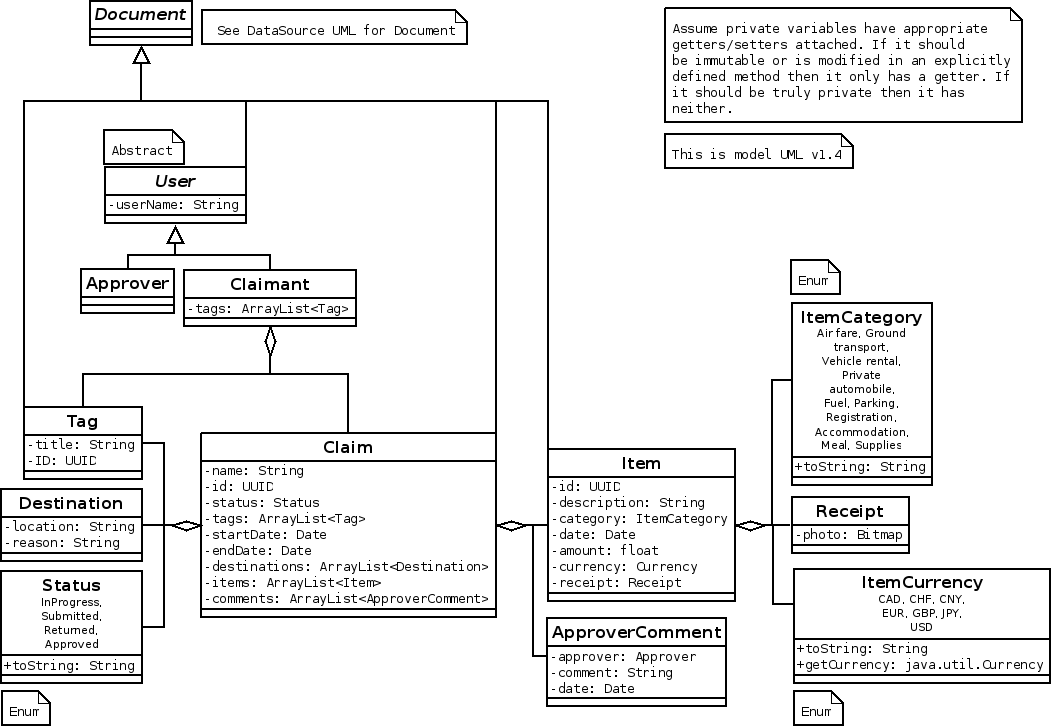 Document
See DataSource UML for Document
Assume private variables have appropriate
getters/setters attached. If it should
be immutable or is modified in an explicitly
defined method then it only has a getter. If
it should be truly private then it has
neither.
This is model UML v1.4
Abstract
User
-userName: String
Approver
Claimant
-tags: ArrayList<Tag>
Tag
-title: String
-ID: UUID
Destination
-location: String
-reason: String
Status
InProgress,
Submitted,
Returned,
Approved
+toString: String
Enum
Claim
-name: String
-id: UUID
-status: Status
-tags: ArrayList<Tag>
-startDate: Date
-endDate: Date
-destinations: ArrayList<Destination>
-items: ArrayList<Item>
-comments: ArrayList<ApproverComment>
Item
-id: UUID
-description: String
-category: ItemCategory
-date: Date
-amount: float
-currency: Currency
-receipt: Receipt
ApproverComment
-approver: Approver
-comment: String
-date: Date
Enum
ItemCategory
Air fare, Ground
transport,
Vehicle rental,
Private
automobile,
Fuel, Parking,
Registration,
Accommodation,
Meal, Supplies
+toString: String
Receipt
-photo: Bitmap
ItemCurrency
CAD, CHF, CNY,
EUR, GBP, JPY,
USD
+toString: String
+getCurrency: java.util.Currency
Enum